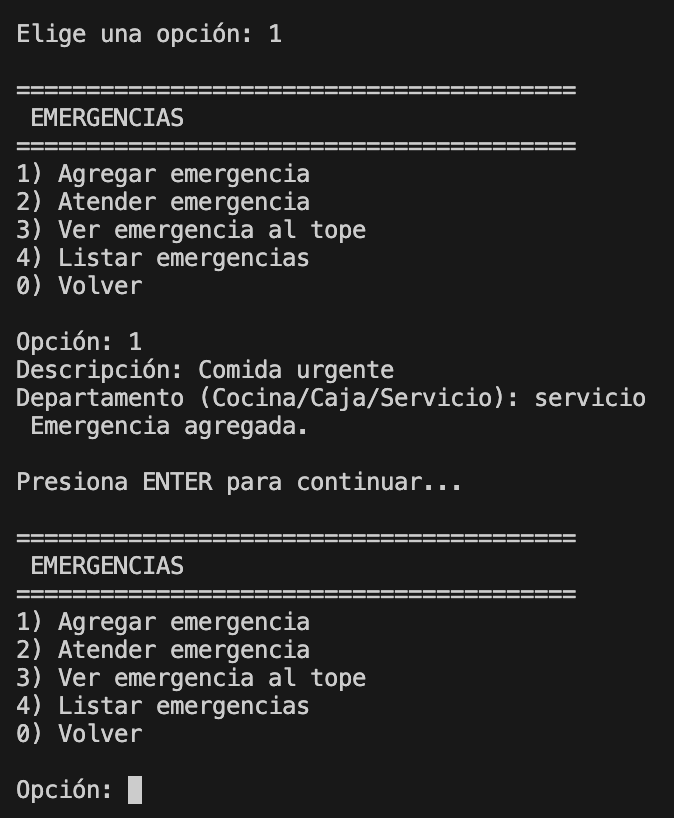 Elige una opción: 1
========================================
EMERGENCIAS
========================================
1) Agregar emergencia
2) Atender emergencia
3) Ver emergencia al tope
4) Listar emergencias
0) Volver
Opción: 1
Descripción: Comida urgente
Departamento (Cocina/Caja/Servicio): servicio
Emergencia agregada.
Presiona ENTER para continuar...
========================================
EMERGENCIAS
========================================
1) Agregar emergencia
2) Atender emergencia
3) Ver emergencia al tope
4) Listar emergencias
0) Volver
Opción: